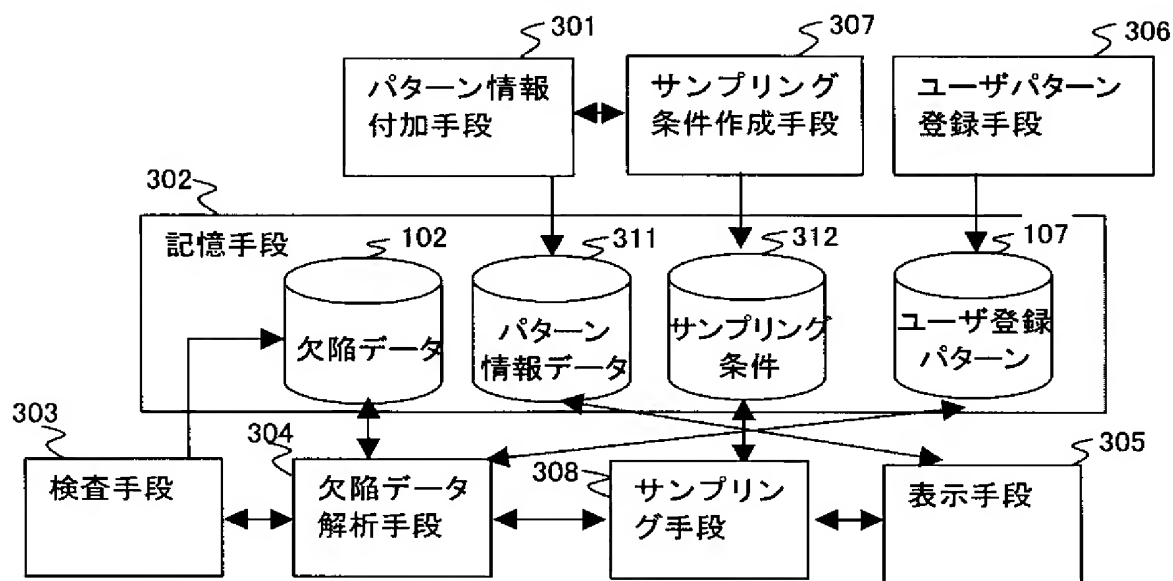 301
307
306
パターン情報
付加手段
サンプリング
条件作成手段
ユーザパターン
登録手段
302
記憶手段
102
311
312
107
欠陥データ
パターン
情報データ
サンプリング
条件
ユーザ登録
パターン
303
304
308
305
検査手段
欠陥データ
解析手段
サンプリン
グ手段
表示手段